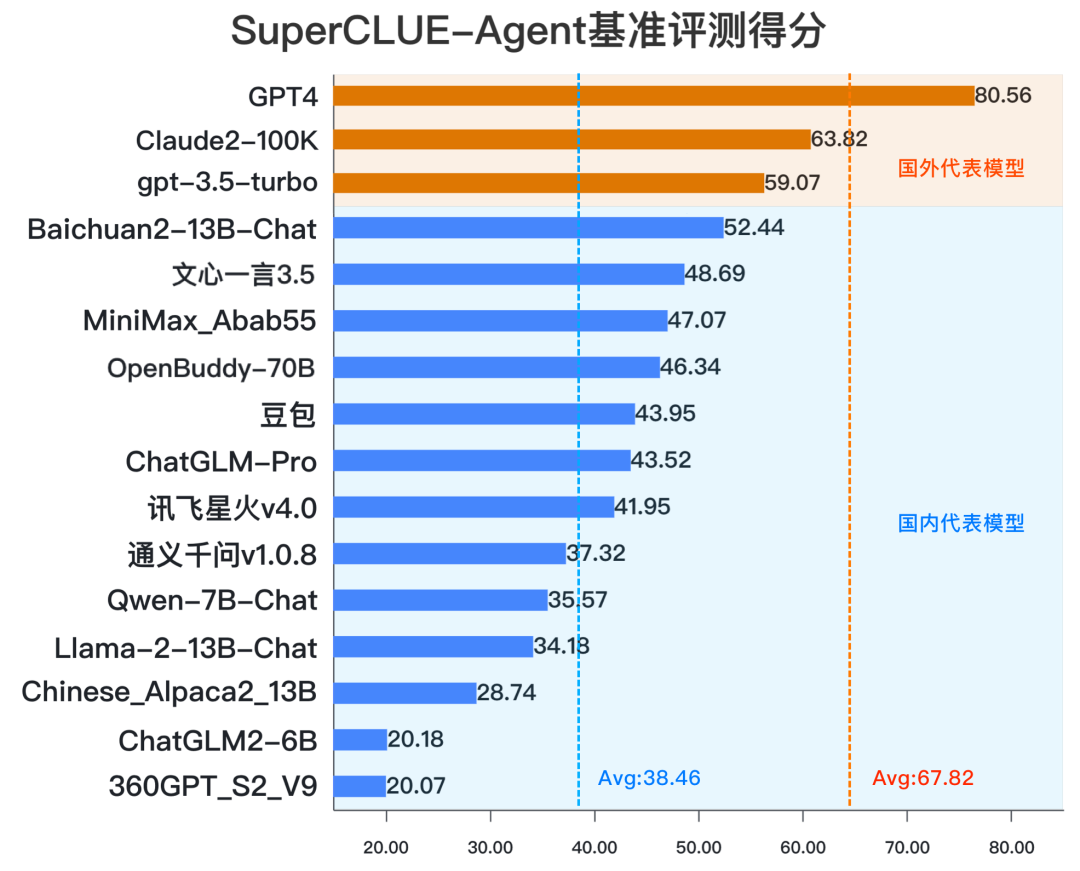 SuperCLUE-Agent基准评测得分
GPT4 80.56
Claude2-100K 63.82
国外代表模型
gpt-3.5-turbo 59.07
Baichuan2-13B-Chat 52.44
文心一言3.5 48.69
MiniMax_Abab55 47.07
OpenBuddy-70B 46.34
豆包 43.95
ChatGLM-Pro 43.52
讯飞星火v4.0 41.95
国内代表模型
通义千问v1.0.8 37.32
Qwen-7B-Chat 35.57
Llama-2-13B-Chat 34.18
Chinese_Alpaca2_13B 28.74
ChatGLM2-6B 20.18
360GPT_S2_V9 20.07
Avg:38.46 Avg:67.82
20.00 30.00 40.00 50.00 60.00 70.00 80.00